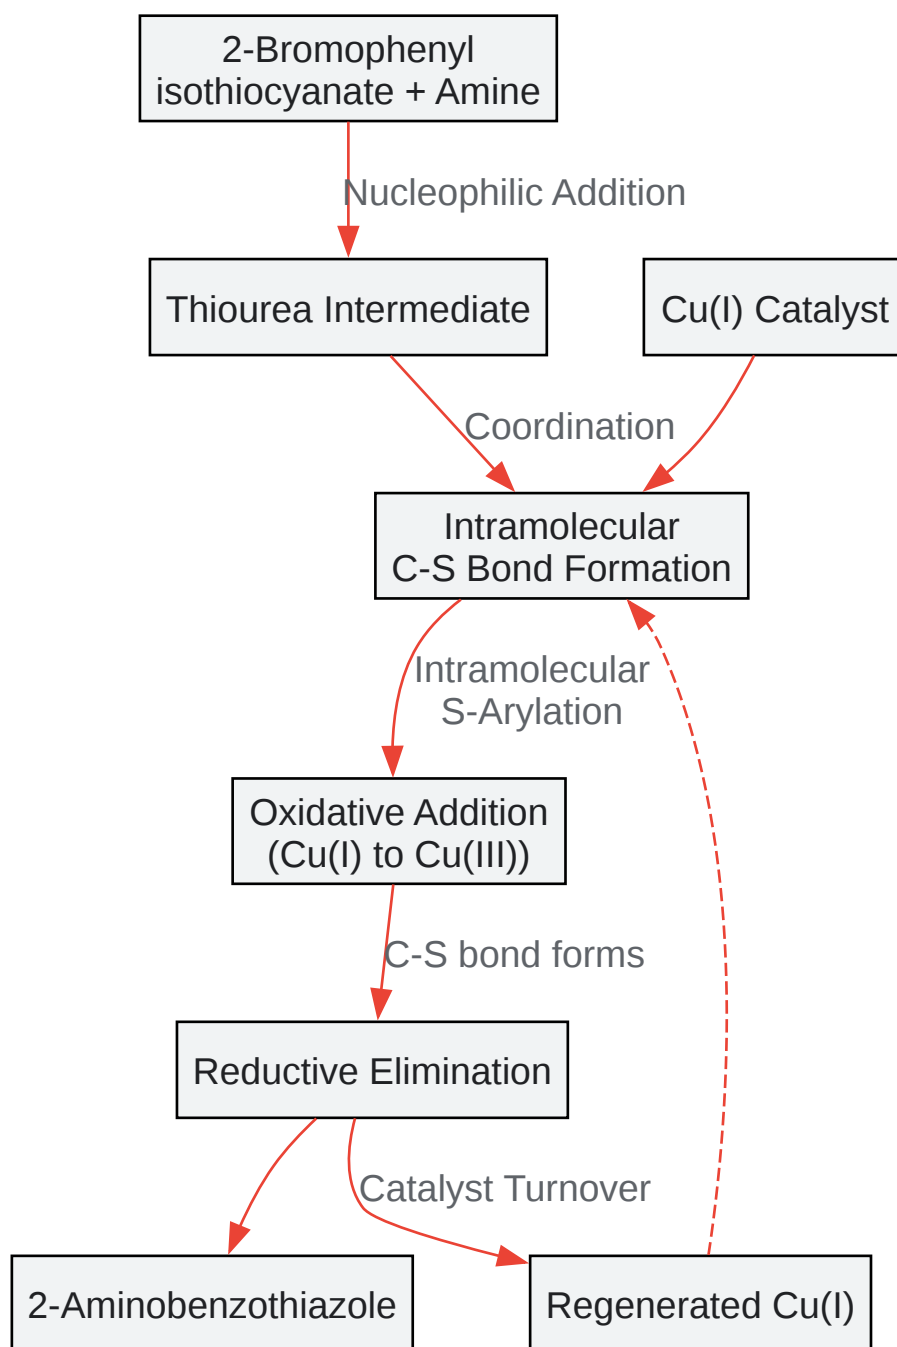 2-Bromophenyl
isothiocyanate + Amine
Nucleophilic Addition
Thiourea Intermediate
Cu(I) Catalyst
Coordination
Intramolecular
C-S Bond Formation
Intramolecular
S-Arylation
Oxidative Addition
(Cu(I) to Cu(III))
C-S bond forms
Reductive Elimination
Catalyst Turnover
2-Aminobenzothiazole
Regenerated Cu(I)